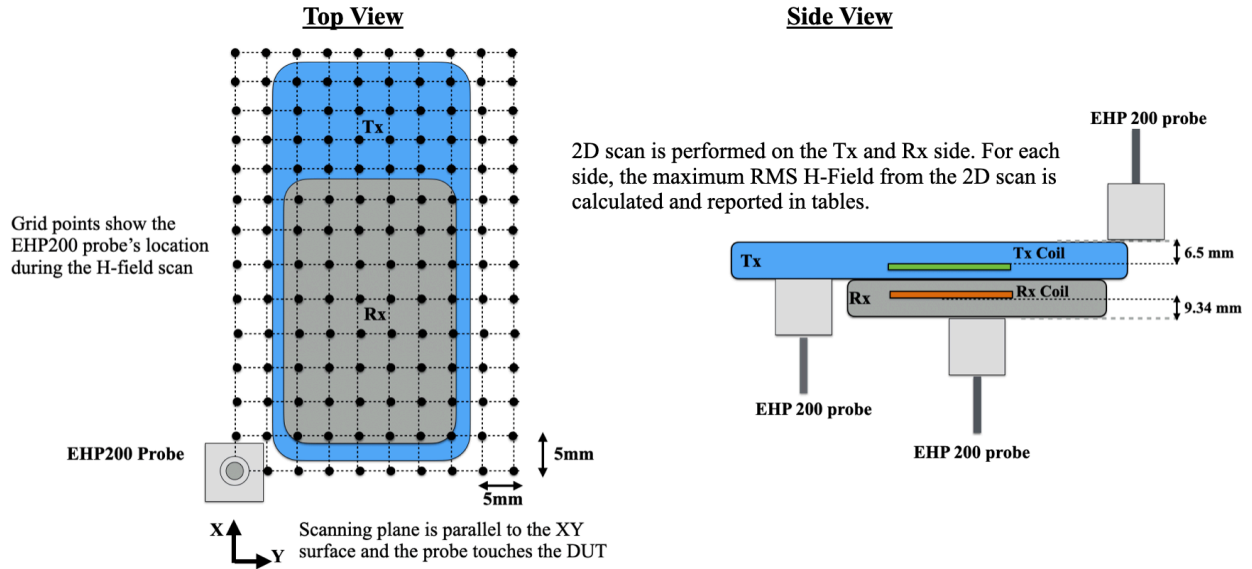 Top View
Tx
Rx
Grid points show the
EHP200 probe's location
during the H-field scan
EHP200 Probe
5mm
5mm
X
Y
Scanning plane is parallel to the XY
surface and the probe touches the DUT
Side View
2D scan is performed on the Tx and Rx side. For each
side, the maximum RMS H-Field from the 2D scan is
calculated and reported in tables.
EHP 200 probe
Tx
Tx Coil
6.5 mm
Rx
Rx Coil
9.34 mm
EHP 200 probe
EHP 200 probe